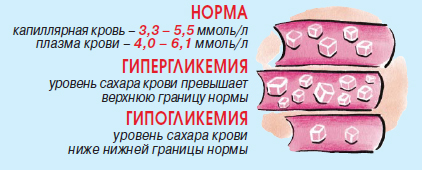 НОРМА
капиллярная кровь – 3,3 – 5,5 ммоль/л
плазма крови – 4,0 – 6,1 ммоль/л
ГИПЕРГЛИКЕМИЯ
уровень сахара крови превышает
верхнюю границу нормы
ГИПОГЛИКЕМИЯ
уровень сахара крови
ниже нижней границы нормы